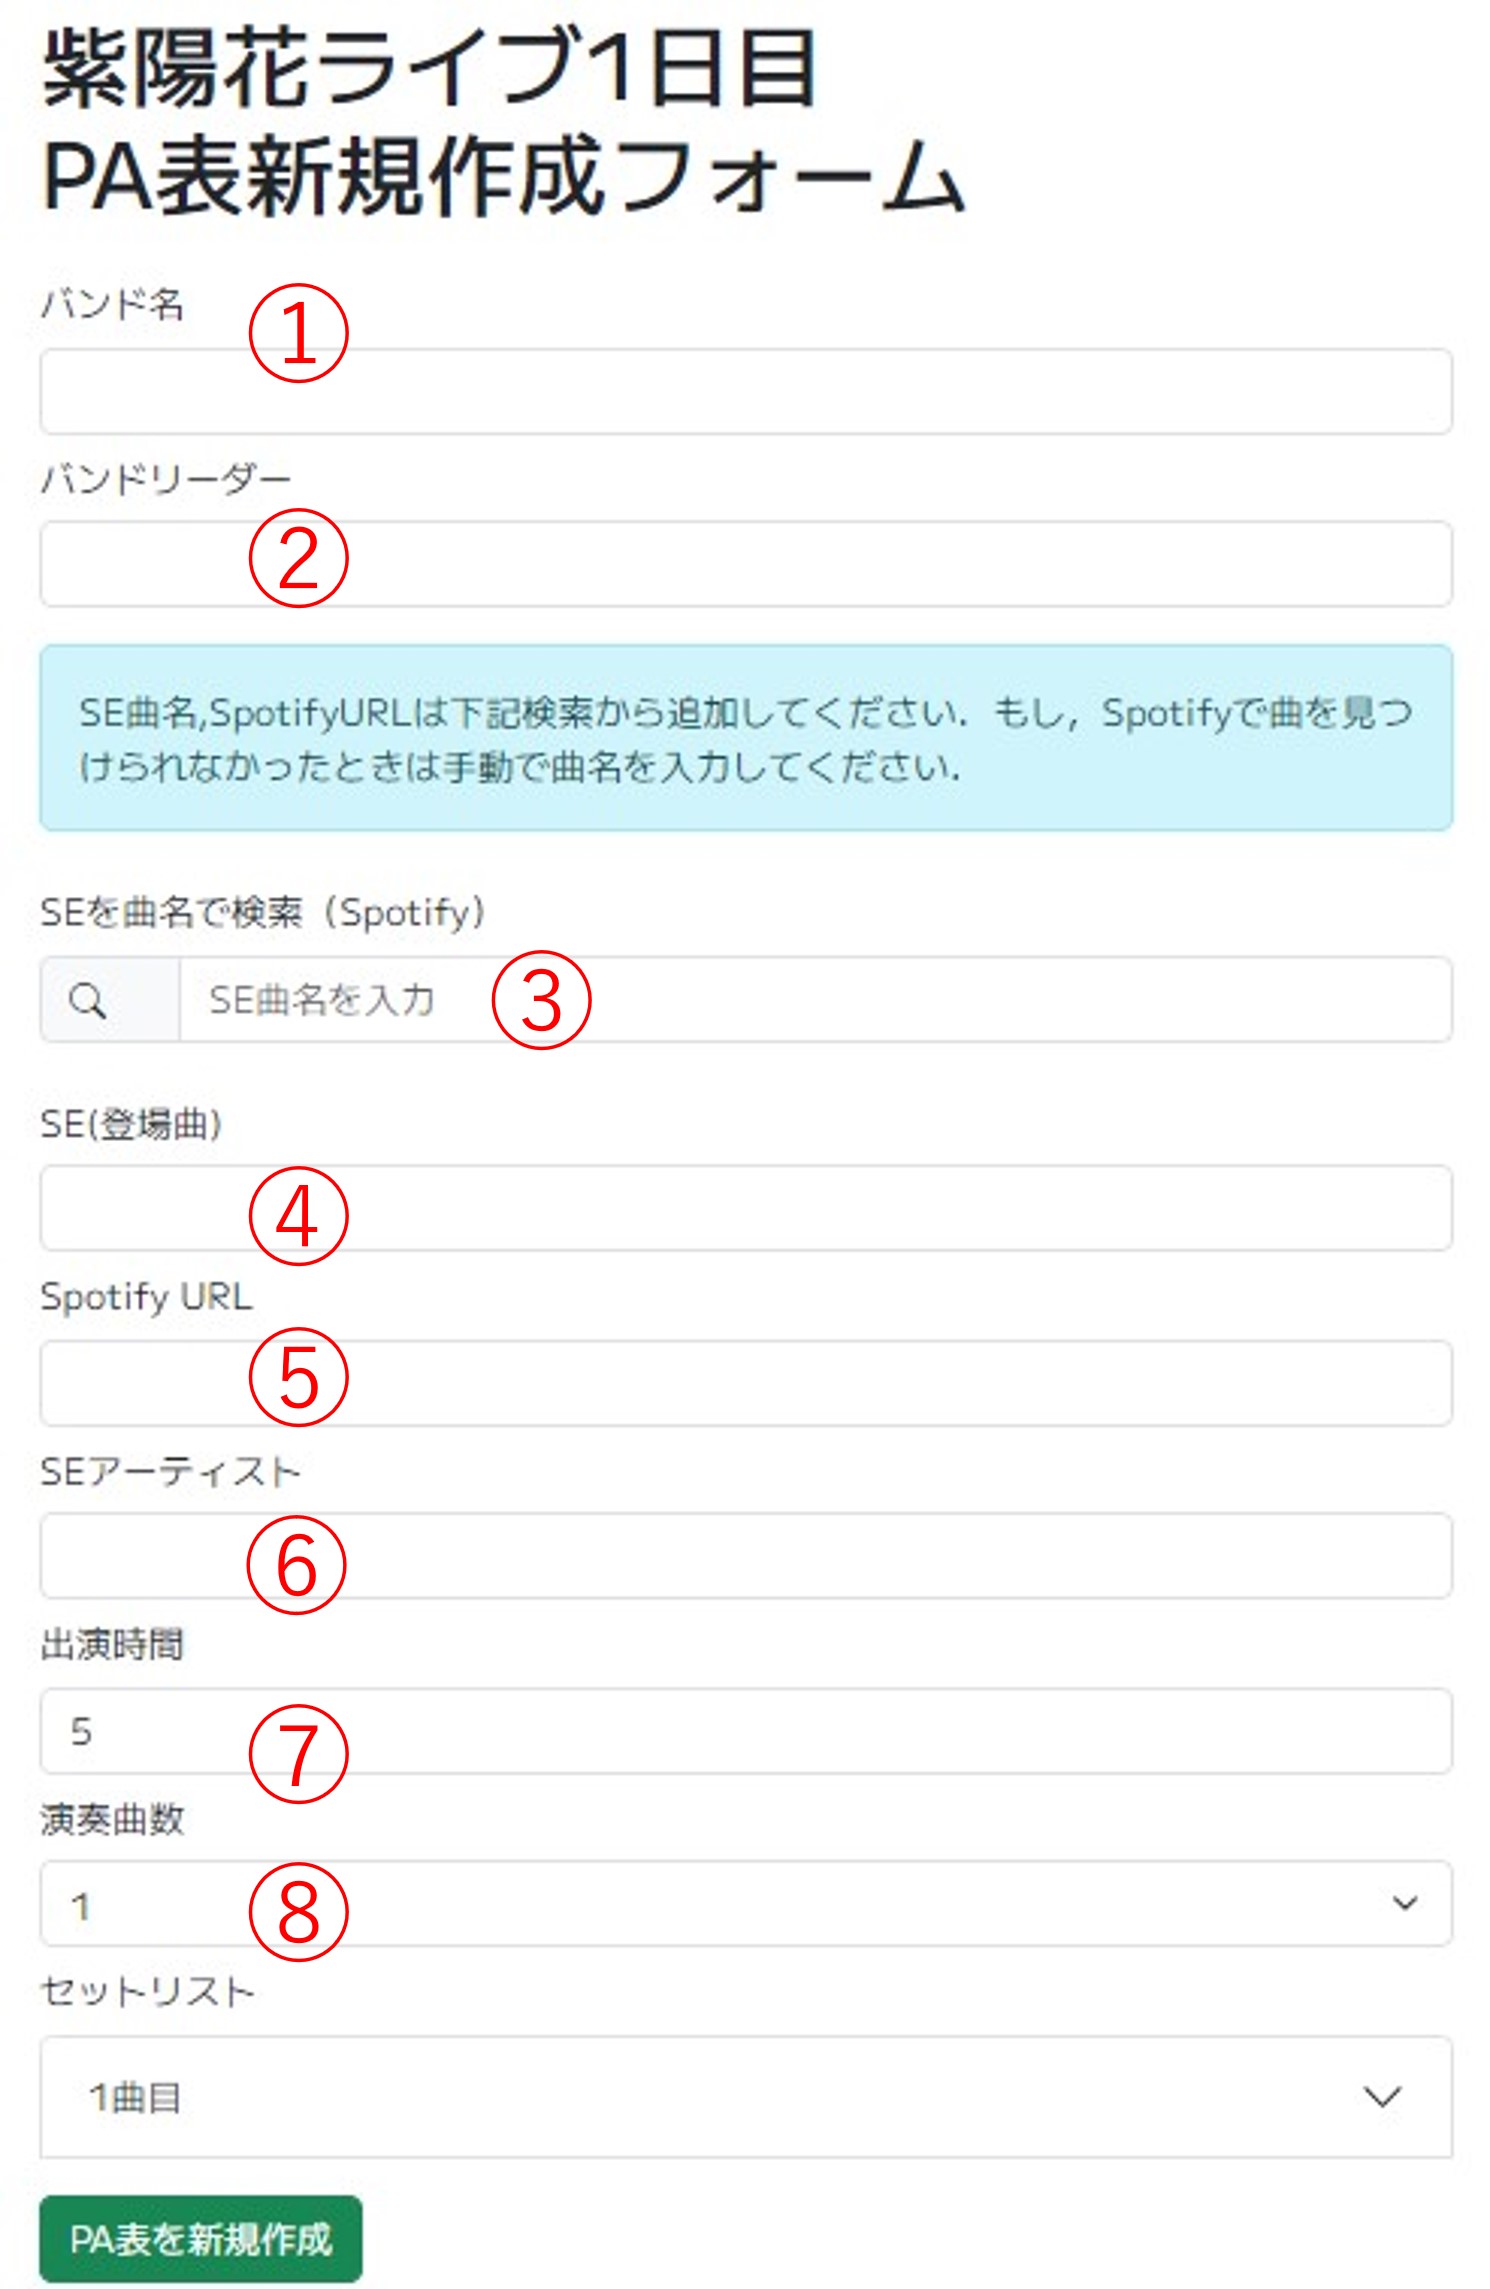 紫陽花ライブ1日目
PA表新規作成フォーム
バンド名
①
バンドリーダー
②
SE曲名,SpotifyURLは下記検索から追加してください．もし，Spotifyで曲を見つ
けられなかったときは手動で曲名を入力してください．
SEを曲名で検索（Spotify）
SE曲名を入力 ③
SE(登場曲)
④
Spotify URL
⑤
SEアーティスト
⑥
出演時間
5 ⑦
演奏曲数
1 ⑧
セットリスト
1曲目
PA表を新規作成